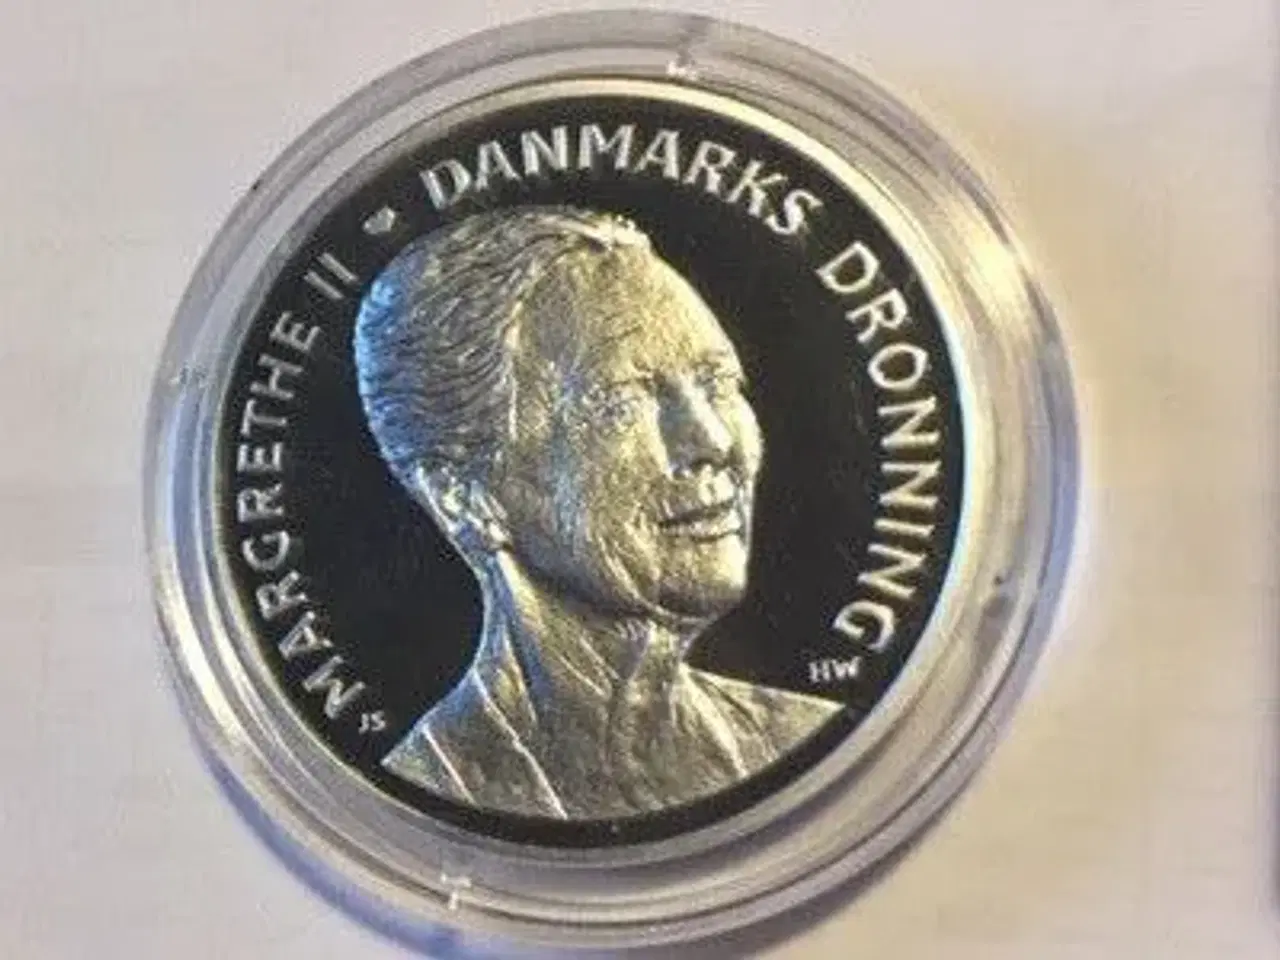 MARGRETHE II ♥ DANMARKS DRONNING
JS
HW